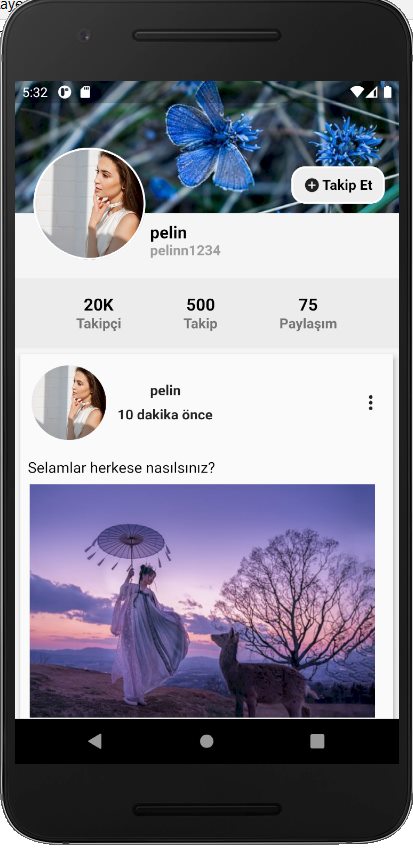 aye
5:32
Takip Et
pelin
pelinn1234
20K 500 75
Takipçi Takip Paylaşım
pelin
10 dakika önce
Selamlar herkese nasılsınız?